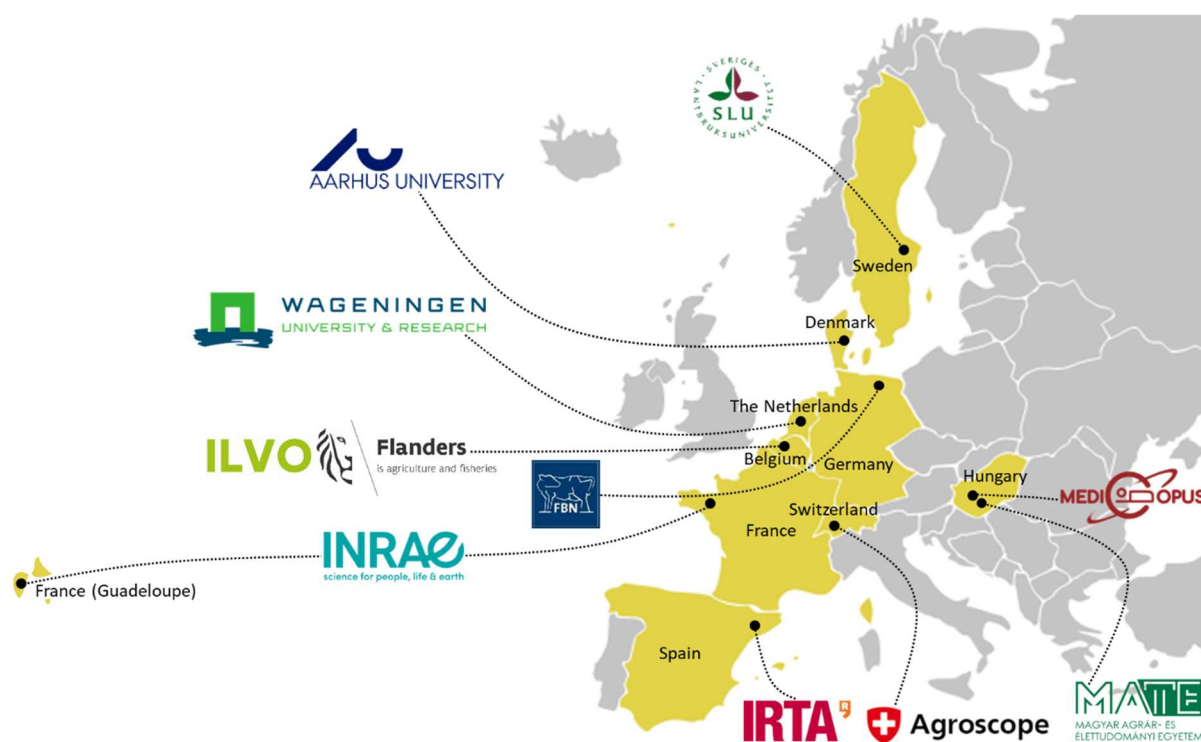 SVERIGES LANTBRUKSUNIVERSITET
SLU
AARHUS UNIVERSITY
Sweden
WAGENINGEN
UNIVERSITY & RESEARCH
Denmark
The Netherlands
ILVO
Flanders
is agriculture and fisheries
Belgium
Germany
FBN
Hungary
MEDICOPUS
Switzerland
France
INRAE
science for people, life & earth
France (Guadeloupe)
Spain
IRTA
R
Agroscope
MATE
MAGYAR AGRÁR- ÉS
ÉLETTUDOMÁNYI EGYETEM